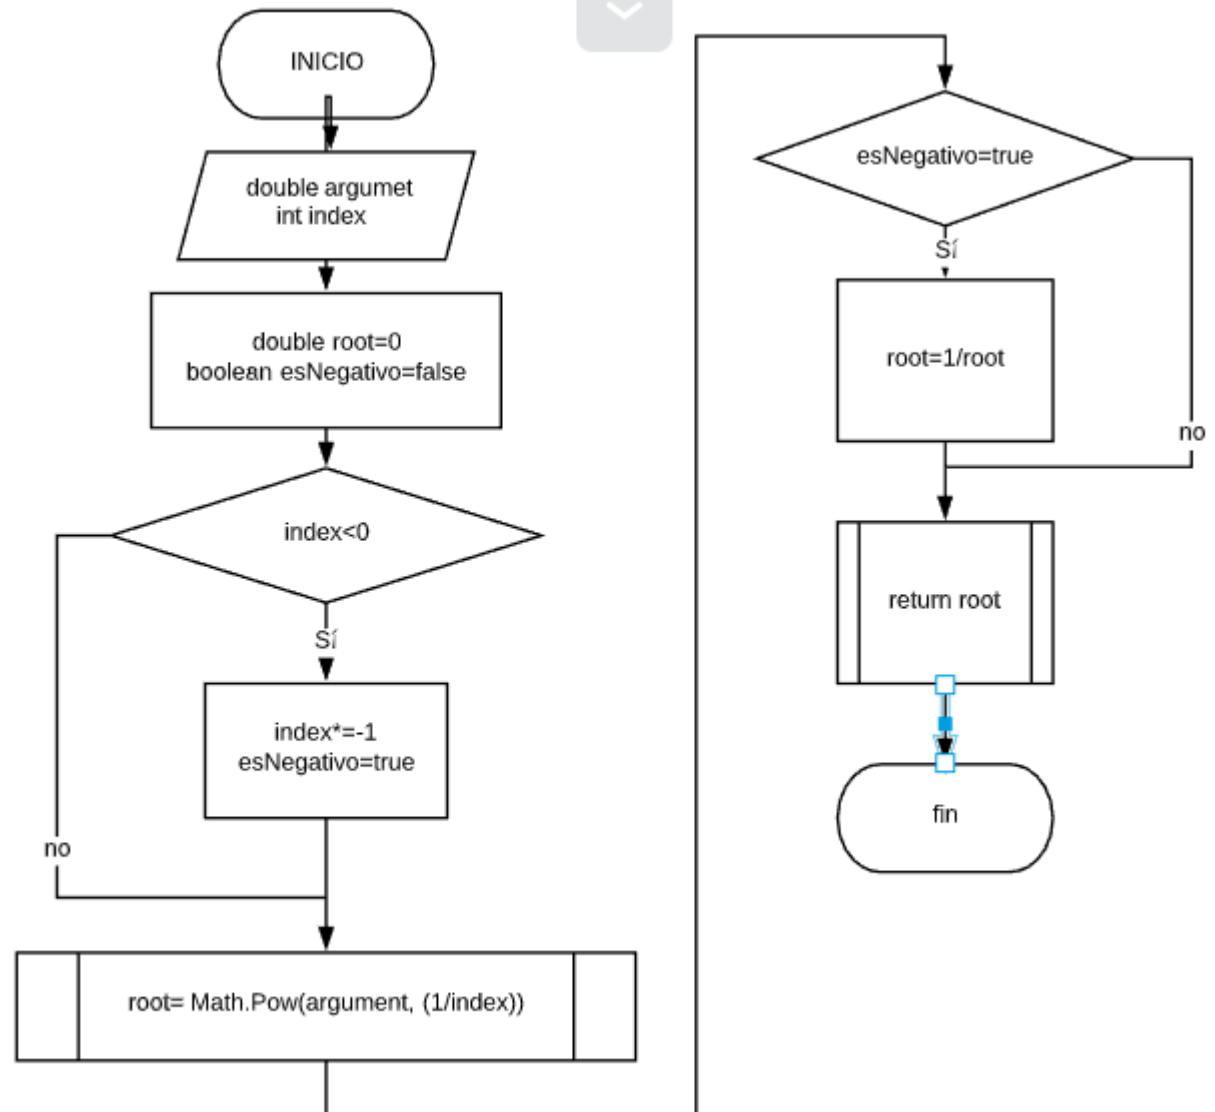 INICIO
double argumet
int index
double root=0
boolean esNegativo=false
index<0
Sí
index*=-1
esNegativo=true
no
root= Math.Pow(argument, (1/index))
esNegativo=true
Sí
root=1/root
no
return root
fin